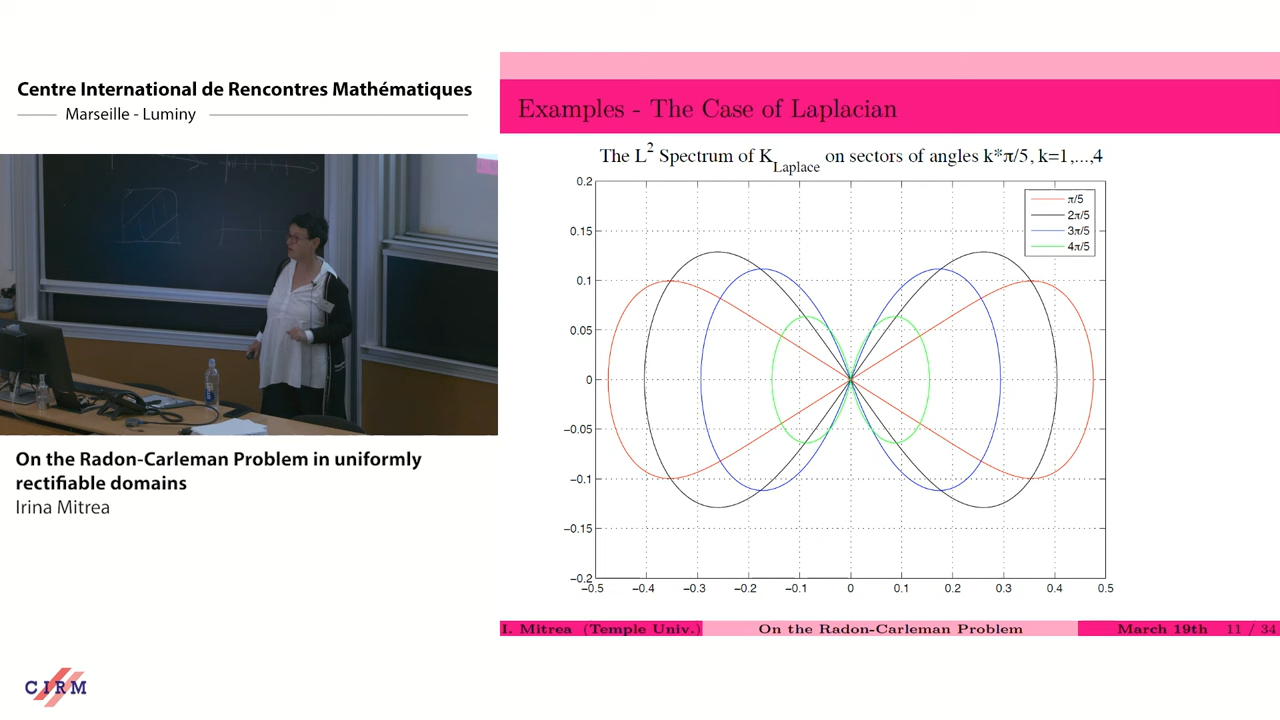 Centre International de Rencontres Mathématiques
Marseille - Luminy
On the Radon-Carleman Problem in uniformly
rectifiable domains
Irina Mitrea
CIRM
Examples - The Case of Laplacian
The L² Spectrum of K_Laplace on sectors of angles k*π/5, k=1,...,4
0.2
0.15
0.1
0.05
0
−0.05
−0.1
−0.15
−0.2
−0.5 −0.4 −0.3 −0.2 −0.1 0 0.1 0.2 0.3 0.4 0.5
π/5
2π/5
3π/5
4π/5
I. Mitrea (Temple Univ.) On the Radon-Carleman Problem March 19th 11 / 34